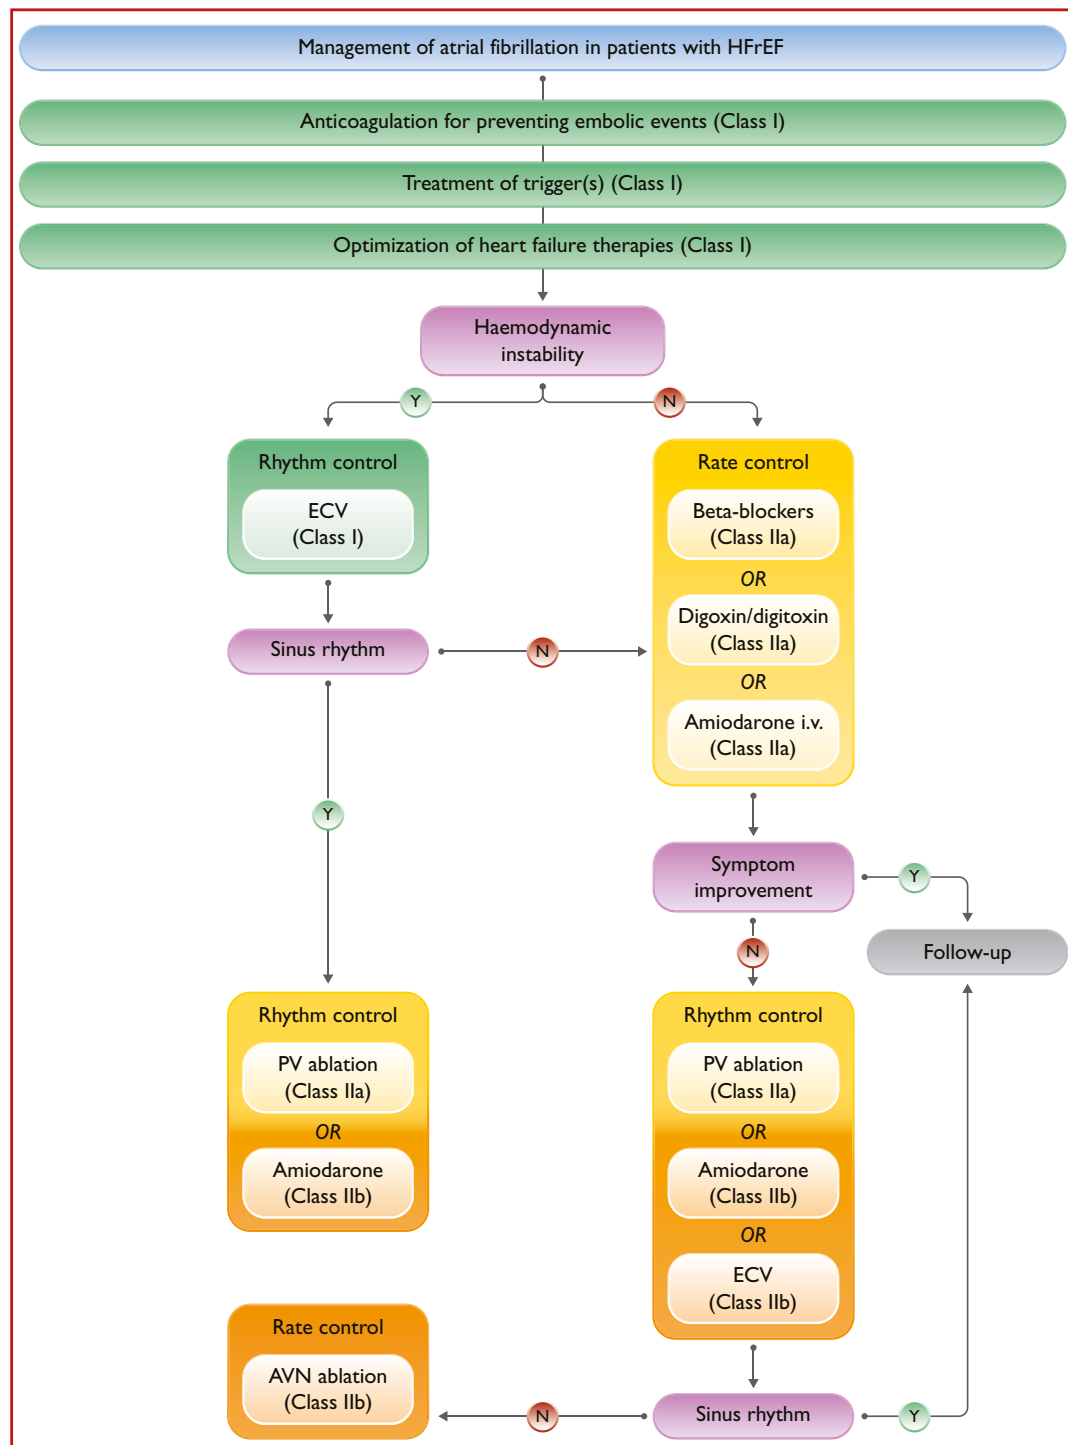 Management of atrial fibrillation in patients with HFrEF
Anticoagulation for preventing embolic events (Class I)
Treatment of trigger(s) (Class I)
Optimization of heart failure therapies (Class I)
Haemodynamic
instability
Y
N
Rhythm control
ECV
(Class I)
Rate control
Beta-blockers
(Class IIa)
OR
Digoxin/digitoxin
(Class IIa)
OR
Amiodarone i.v.
(Class IIa)
Sinus rhythm
N
Y
Symptom
improvement
Y
N
Follow-up
Rhythm control
PV ablation
(Class IIa)
OR
Amiodarone
(Class IIb)
Rhythm control
PV ablation
(Class IIa)
OR
Amiodarone
(Class IIb)
OR
ECV
(Class IIb)
Rate control
AVN ablation
(Class IIb)
N
Sinus rhythm
Y